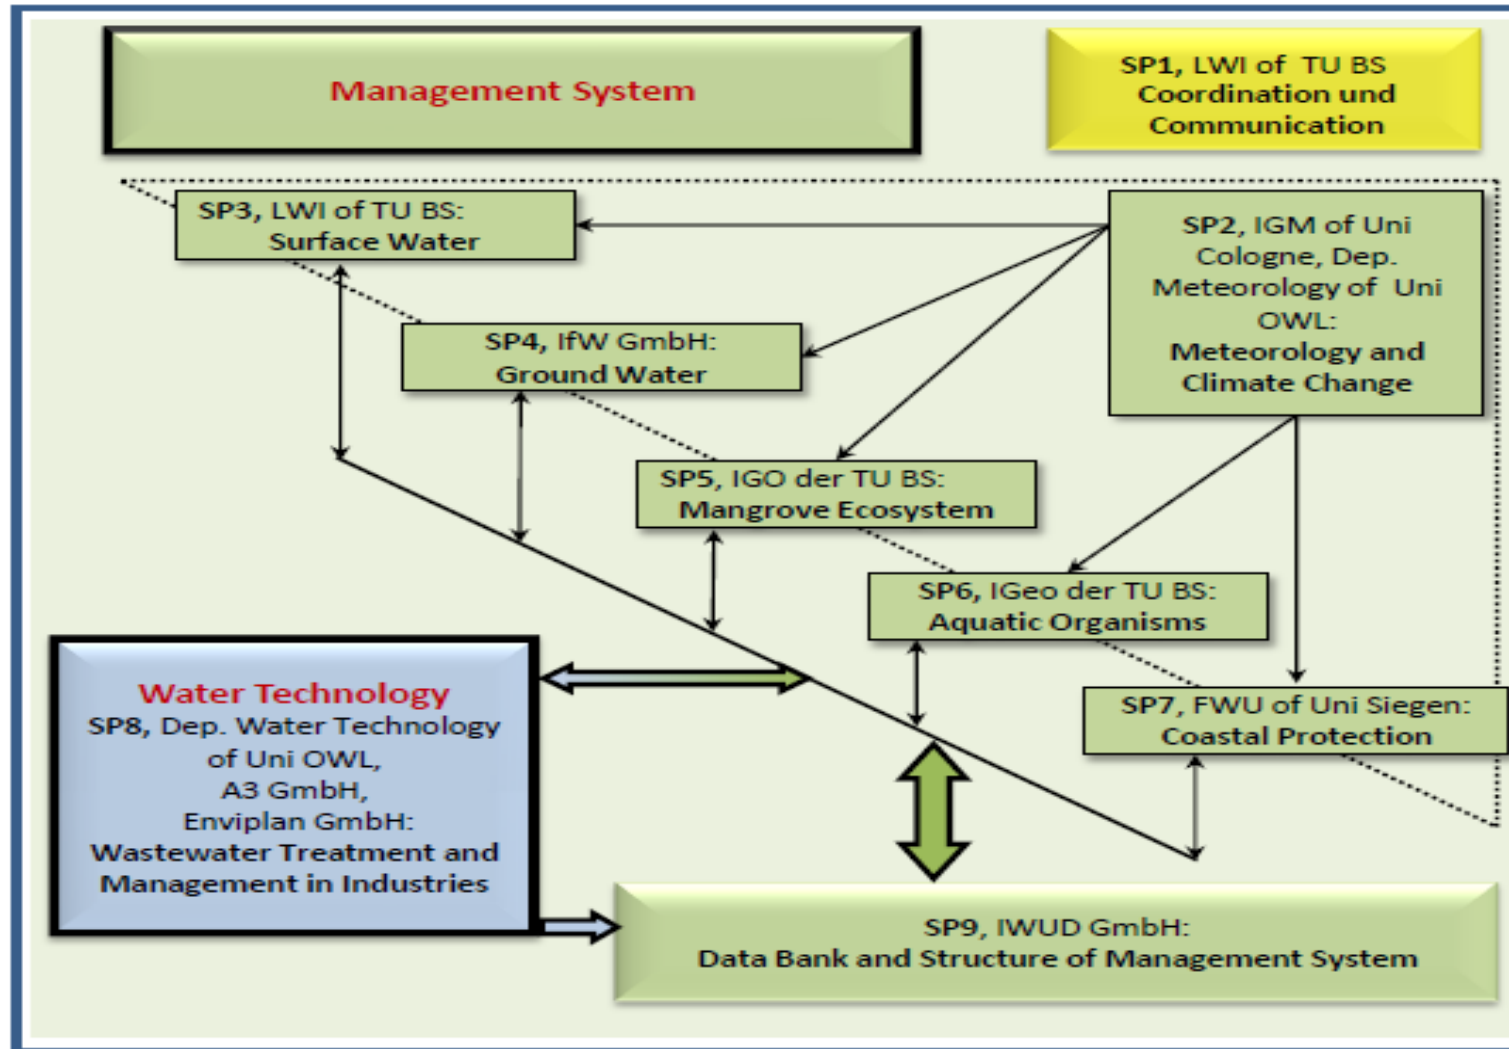 Management System
SP1, LWI of TU BS
Coordination und
Communication
SP3, LWI of TU BS:
Surface Water
SP2, IGM of Uni
Cologne, Dep.
Meteorology of Uni
OWL:
Meteorology and
Climate Change
SP4, IfW GmbH:
Ground Water
SP5, IGO der TU BS:
Mangrove Ecosystem
SP6, IGeo der TU BS:
Aquatic Organisms
SP7, FWU of Uni Siegen:
Coastal Protection
Water Technology
SP8, Dep. Water Technology
of Uni OWL,
A3 GmbH,
Enviplan GmbH:
Wastewater Treatment and
Management in Industries
SP9, IWUD GmbH:
Data Bank and Structure of Management System